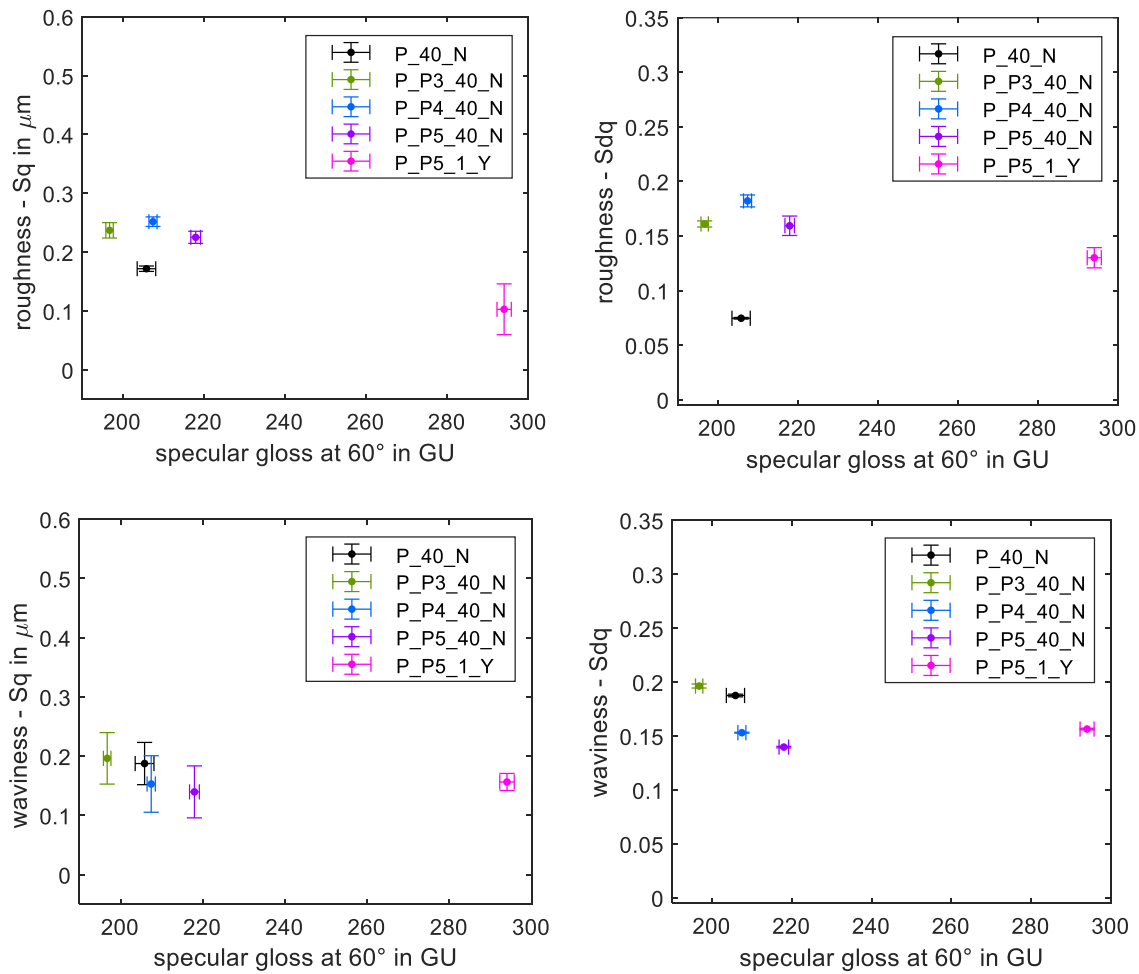 roughness - Sq in μm
0.6
0.5
0.4
0.3
0.2
0.1
0
P_40_N
P_P3_40_N
P_P4_40_N
P_P5_40_N
P_P5_1_Y
200 220 240 260 280 300
specular gloss at 60° in GU
roughness - Sdq
0.35
0.3
0.25
0.2
0.15
0.1
0.05
0
P_40_N
P_P3_40_N
P_P4_40_N
P_P5_40_N
P_P5_1_Y
200 220 240 260 280 300
specular gloss at 60° in GU
waviness - Sq in μm
0.6
0.5
0.4
0.3
0.2
0.1
0
P_40_N
P_P3_40_N
P_P4_40_N
P_P5_40_N
P_P5_1_Y
200 220 240 260 280 300
specular gloss at 60° in GU
waviness - Sdq
0.35
0.3
0.25
0.2
0.15
0.1
0.05
0
P_40_N
P_P3_40_N
P_P4_40_N
P_P5_40_N
P_P5_1_Y
200 220 240 260 280 300
specular gloss at 60° in GU